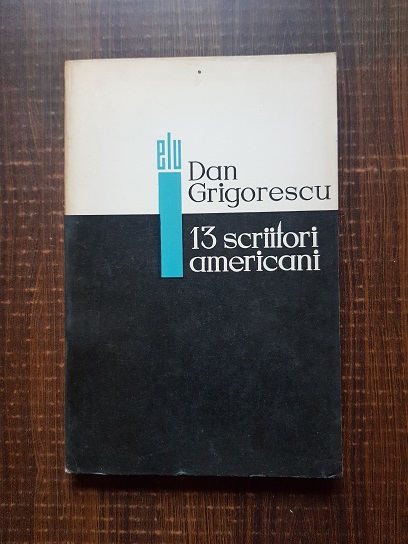 elu
Dan
Grigorescu
13 scriitori
americani